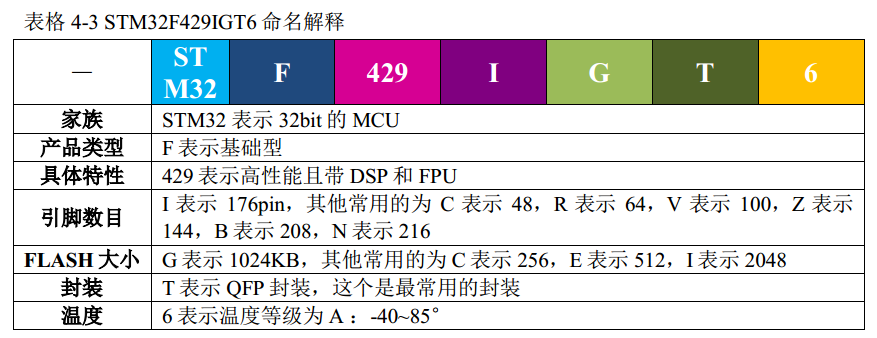 表格 4-3 STM32F429IGT6 命名解释
— ST M32 F 429 I G T 6
家族 STM32 表示 32bit 的 MCU
产品类型 F 表示基础型
具体特性 429 表示高性能且带 DSP 和 FPU
引脚数目 I 表示 176pin，其他常用的为 C 表示 48，R 表示 64，V 表示 100，Z 表示
144，B 表示 208，N 表示 216
FLASH 大小 G 表示 1024KB，其他常用的为 C 表示 256，E 表示 512，I 表示 2048
封装 T 表示 QFP 封装，这个是最常用的封装
温度 6 表示温度等级为 A ：-40~85°